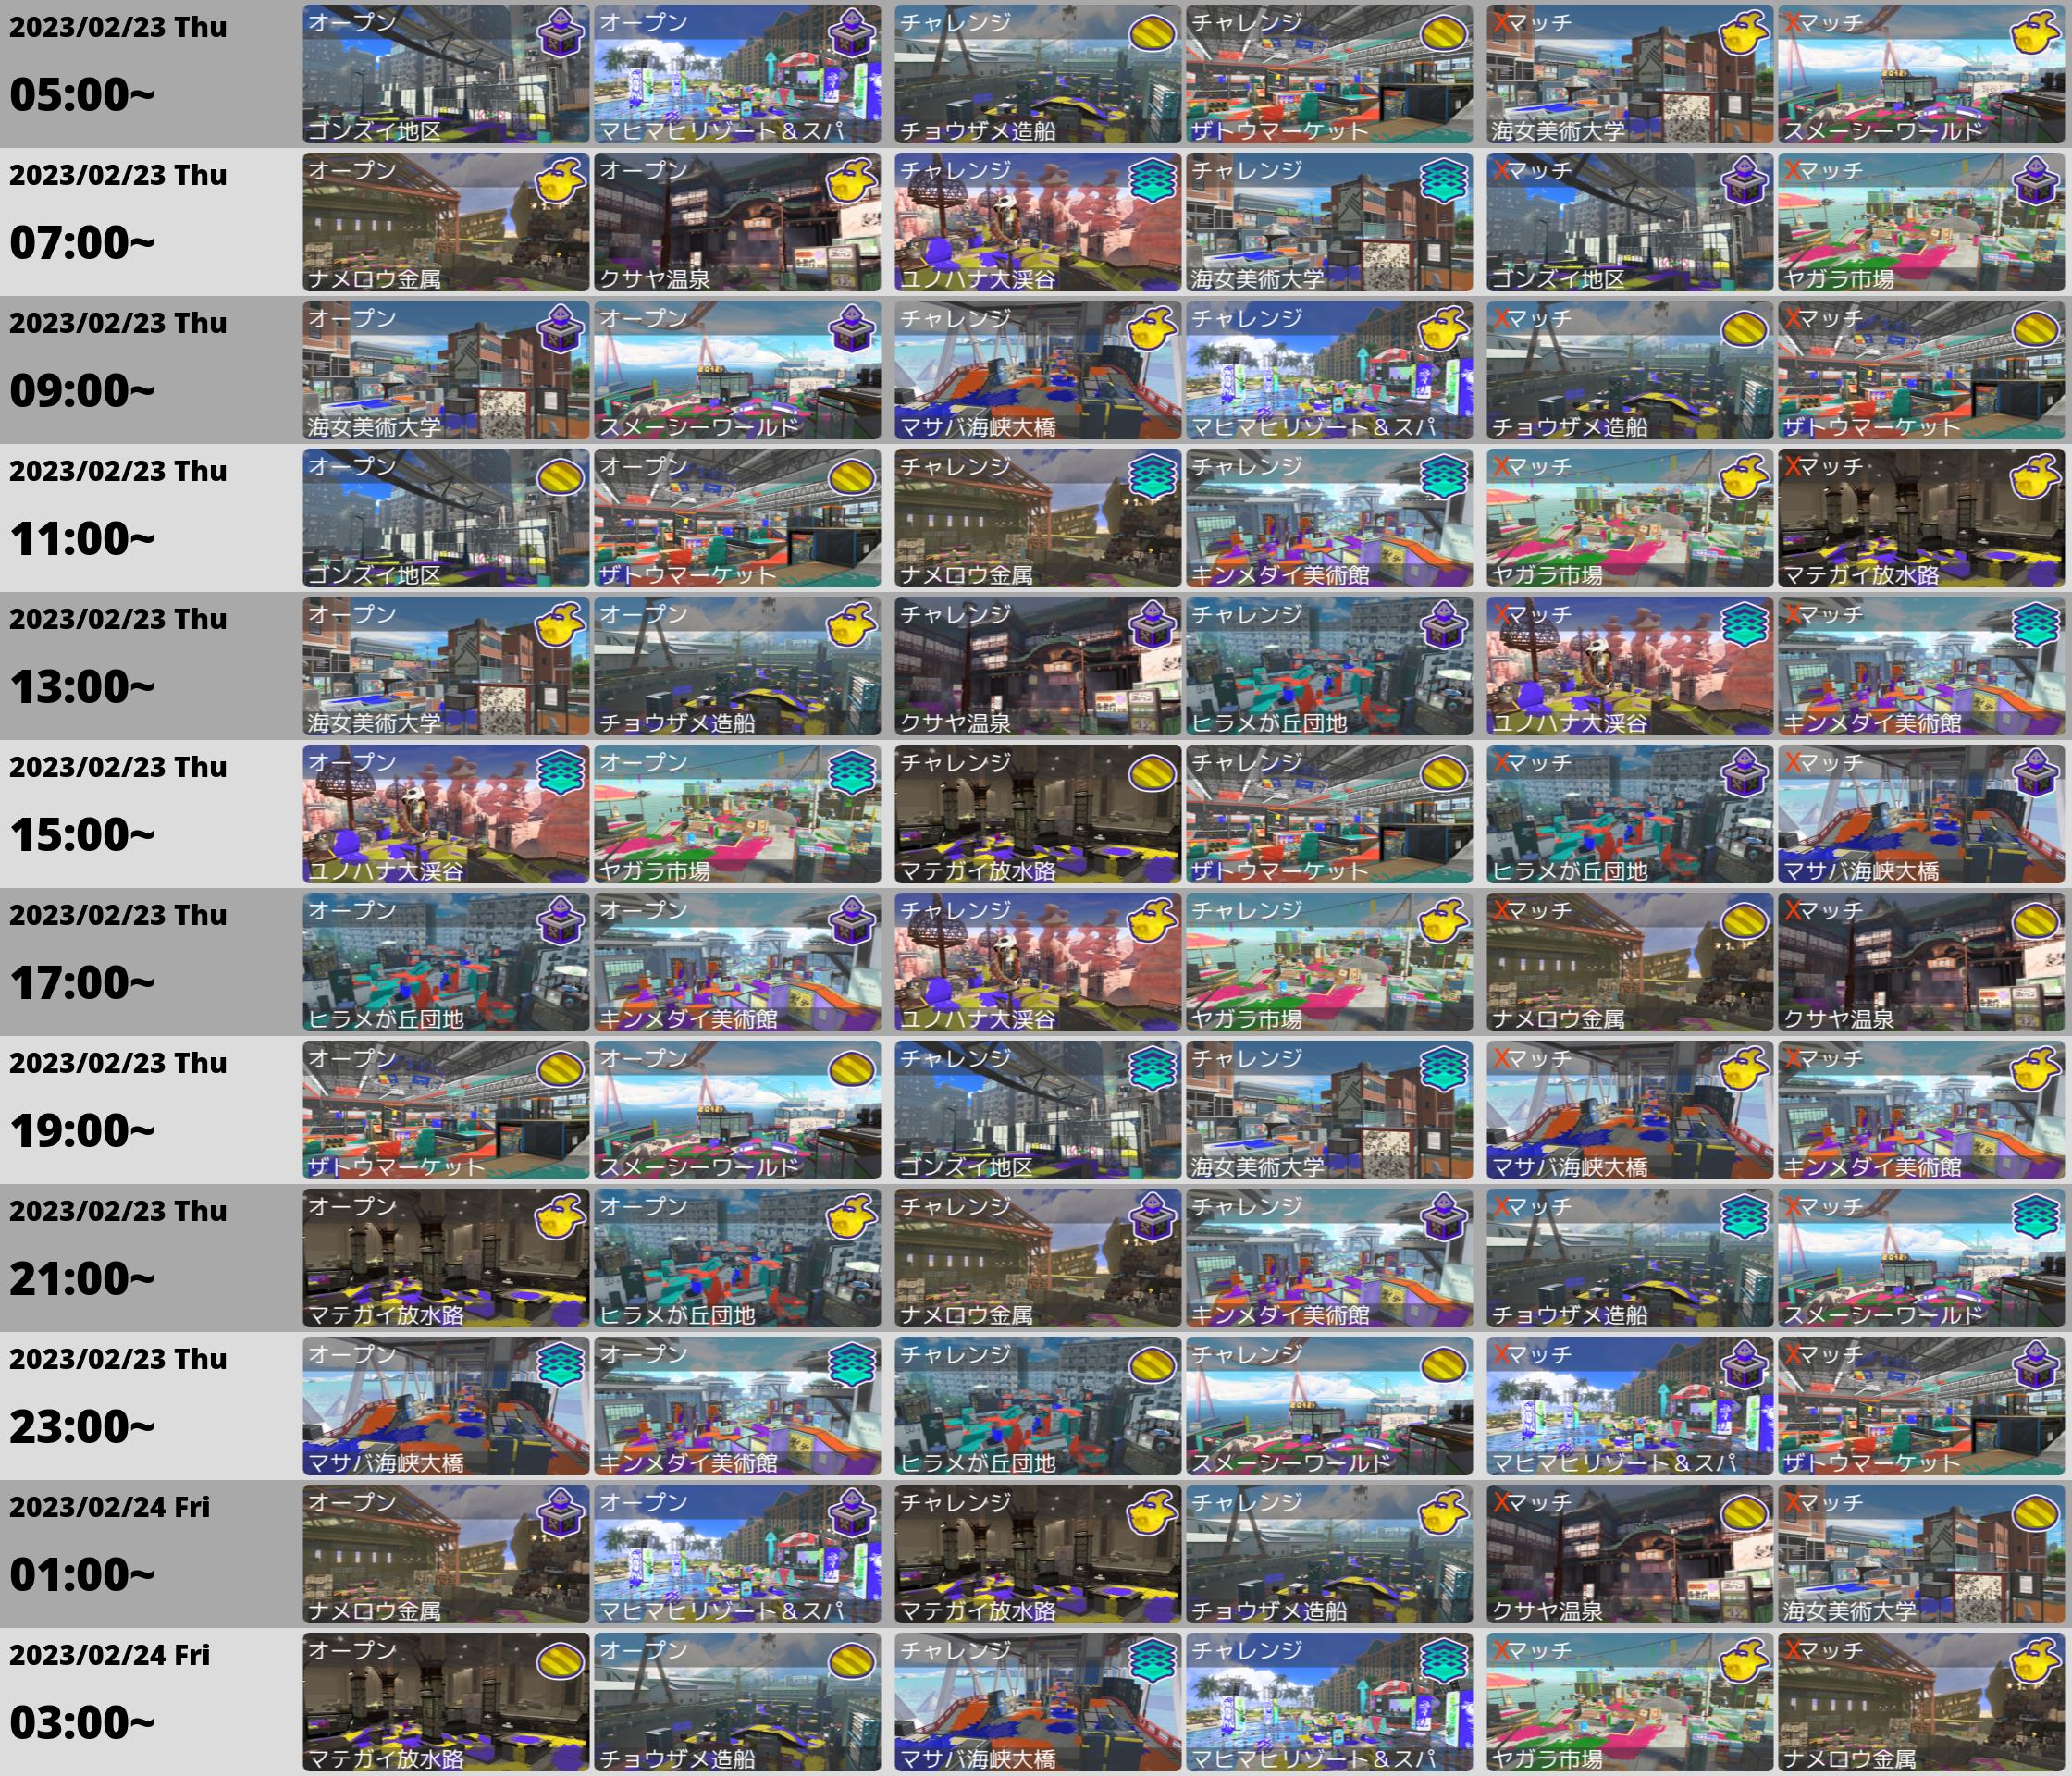 2023/02/23 Thu
05:00~
オープン オープン チャレンジ チャレンジ Xマッチ Xマッチ
ゴンズイ地区 マヒマヒリゾート＆スパ チョウザメ造船 ザトウマーケット 海女美術大学 スメーシーワールド
2023/02/23 Thu
07:00~
オープン オープン チャレンジ チャレンジ Xマッチ Xマッチ
ナメロウ金属 クサヤ温泉 ユノハナ大渓谷 海女美術大学 ゴンズイ地区 ヤガラ市場
2023/02/23 Thu
09:00~
オープン オープン チャレンジ チャレンジ Xマッチ Xマッチ
海女美術大学 スメーシーワールド マサバ海峡大橋 マヒマヒリゾート＆スパ チョウザメ造船 ザトウマーケット
2023/02/23 Thu
11:00~
オープン オープン チャレンジ チャレンジ Xマッチ Xマッチ
ゴンズイ地区 ザトウマーケット ナメロウ金属 キンメダイ美術館 ヤガラ市場 マテガイ放水路
2023/02/23 Thu
13:00~
オープン オープン チャレンジ チャレンジ Xマッチ Xマッチ
海女美術大学 チョウザメ造船 クサヤ温泉 ヒラメが丘団地 ユノハナ大渓谷 キンメダイ美術館
2023/02/23 Thu
15:00~
オープン オープン チャレンジ チャレンジ Xマッチ Xマッチ
ユノハナ大渓谷 ヤガラ市場 マテガイ放水路 ザトウマーケット ヒラメが丘団地 マサバ海峡大橋
2023/02/23 Thu
17:00~
オープン オープン チャレンジ チャレンジ Xマッチ Xマッチ
ヒラメが丘団地 キンメダイ美術館 ユノハナ大渓谷 ヤガラ市場 ナメロウ金属 クサヤ温泉
2023/02/23 Thu
19:00~
オープン オープン チャレンジ チャレンジ Xマッチ Xマッチ
ザトウマーケット スメーシーワールド ゴンズイ地区 海女美術大学 マサバ海峡大橋 キンメダイ美術館
2023/02/23 Thu
21:00~
オープン オープン チャレンジ チャレンジ Xマッチ Xマッチ
マテガイ放水路 ヒラメが丘団地 ナメロウ金属 キンメダイ美術館 チョウザメ造船 スメーシーワールド
2023/02/23 Thu
23:00~
オープン オープン チャレンジ チャレンジ Xマッチ Xマッチ
マサバ海峡大橋 キンメダイ美術館 ヒラメが丘団地 スメーシーワールド マヒマヒリゾート＆スパ ザトウマーケット
2023/02/24 Fri
01:00~
オープン オープン チャレンジ チャレンジ Xマッチ Xマッチ
ナメロウ金属 マヒマヒリゾート＆スパ マテガイ放水路 チョウザメ造船 クサヤ温泉 海女美術大学
2023/02/24 Fri
03:00~
オープン オープン チャレンジ チャレンジ Xマッチ Xマッチ
マテガイ放水路 チョウザメ造船 マサバ海峡大橋 マヒマヒリゾート＆スパ ヤガラ市場 ナメロウ金属